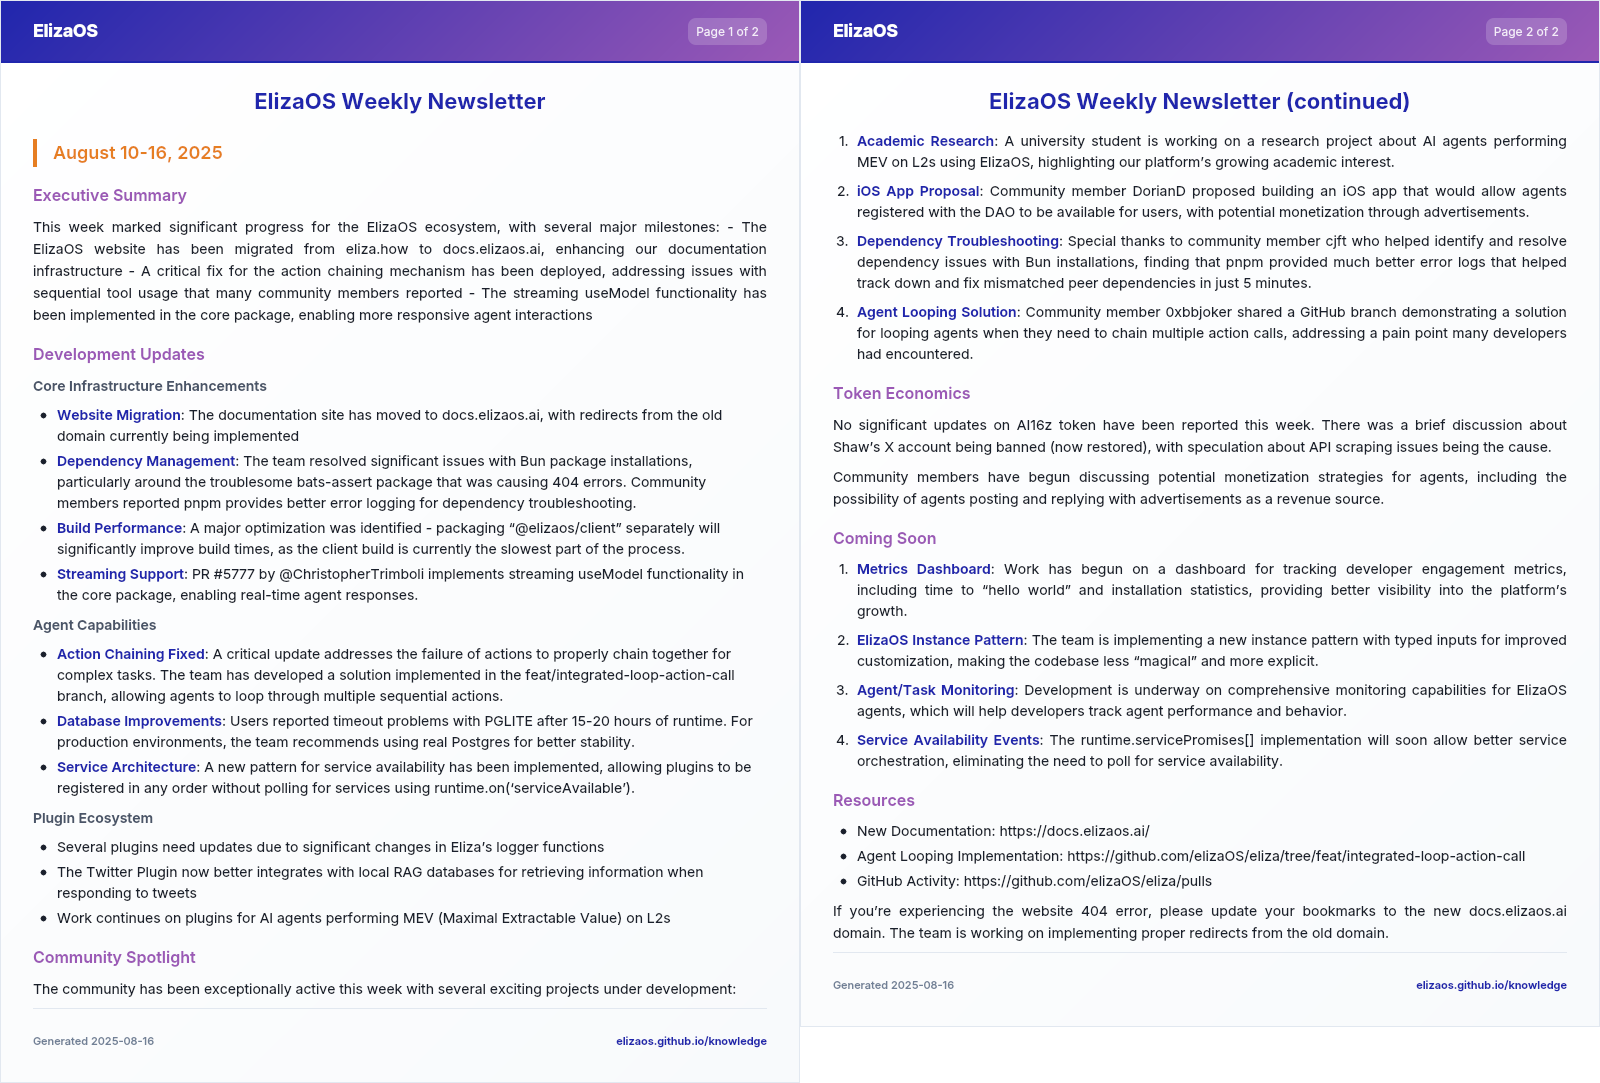 ElizaOS
Page 1 of 2
ElizaOS Weekly Newsletter
August 10-16, 2025
Executive Summary
This week marked significant progress for the ElizaOS ecosystem, with several major milestones: - The
ElizaOS website has been migrated from eliza.how to docs.elizaos.ai, enhancing our documentation
infrastructure - A critical fix for the action chaining mechanism has been deployed, addressing issues with
sequential tool usage that many community members reported - The streaming useModel functionality has
been implemented in the core package, enabling more responsive agent interactions
Development Updates
Core Infrastructure Enhancements
• Website Migration: The documentation site has moved to docs.elizaos.ai, with redirects from the old
domain currently being implemented
• Dependency Management: The team resolved significant issues with Bun package installations,
particularly around the troublesome bats-assert package that was causing 404 errors. Community
members reported pnpm provides better error logging for dependency troubleshooting.
• Build Performance: A major optimization was identified - packaging “@elizaos/client” separately will
significantly improve build times, as the client build is currently the slowest part of the process.
• Streaming Support: PR #5777 by @ChristopherTrimboli implements streaming useModel functionality in
the core package, enabling real-time agent responses.
Agent Capabilities
• Action Chaining Fixed: A critical update addresses the failure of actions to properly chain together for
complex tasks. The team has developed a solution implemented in the feat/integrated-loop-action-call
branch, allowing agents to loop through multiple sequential actions.
• Database Improvements: Users reported timeout problems with PGLITE after 15-20 hours of runtime. For
production environments, the team recommends using real Postgres for better stability.
• Service Architecture: A new pattern for service availability has been implemented, allowing plugins to be
registered in any order without polling for services using runtime.on(‘serviceAvailable’).
Plugin Ecosystem
• Several plugins need updates due to significant changes in Eliza’s logger functions
• The Twitter Plugin now better integrates with local RAG databases for retrieving information when
responding to tweets
• Work continues on plugins for AI agents performing MEV (Maximal Extractable Value) on L2s
Community Spotlight
The community has been exceptionally active this week with several exciting projects under development:
Generated 2025-08-16
elizaos.github.io/knowledge
ElizaOS
Page 2 of 2
ElizaOS Weekly Newsletter (continued)
1. Academic Research: A university student is working on a research project about AI agents performing
MEV on L2s using ElizaOS, highlighting our platform’s growing academic interest.
2. iOS App Proposal: Community member DorianD proposed building an iOS app that would allow agents
registered with the DAO to be available for users, with potential monetization through advertisements.
3. Dependency Troubleshooting: Special thanks to community member cjft who helped identify and resolve
dependency issues with Bun installations, finding that pnpm provided much better error logs that helped
track down and fix mismatched peer dependencies in just 5 minutes.
4. Agent Looping Solution: Community member 0xbbjoker shared a GitHub branch demonstrating a solution
for looping agents when they need to chain multiple action calls, addressing a pain point many developers
had encountered.
Token Economics
No significant updates on AI16z token have been reported this week. There was a brief discussion about
Shaw’s X account being banned (now restored), with speculation about API scraping issues being the cause.
Community members have begun discussing potential monetization strategies for agents, including the
possibility of agents posting and replying with advertisements as a revenue source.
Coming Soon
1. Metrics Dashboard: Work has begun on a dashboard for tracking developer engagement metrics,
including time to “hello world” and installation statistics, providing better visibility into the platform’s
growth.
2. ElizaOS Instance Pattern: The team is implementing a new instance pattern with typed inputs for improved
customization, making the codebase less “magical” and more explicit.
3. Agent/Task Monitoring: Development is underway on comprehensive monitoring capabilities for ElizaOS
agents, which will help developers track agent performance and behavior.
4. Service Availability Events: The runtime.servicePromises[] implementation will soon allow better service
orchestration, eliminating the need to poll for service availability.
Resources
• New Documentation: https://docs.elizaos.ai/
• Agent Looping Implementation: https://github.com/elizaOS/eliza/tree/feat/integrated-loop-action-call
• GitHub Activity: https://github.com/elizaOS/eliza/pulls
If you’re experiencing the website 404 error, please update your bookmarks to the new docs.elizaos.ai
domain. The team is working on implementing proper redirects from the old domain.
Generated 2025-08-16
elizaos.github.io/knowledge